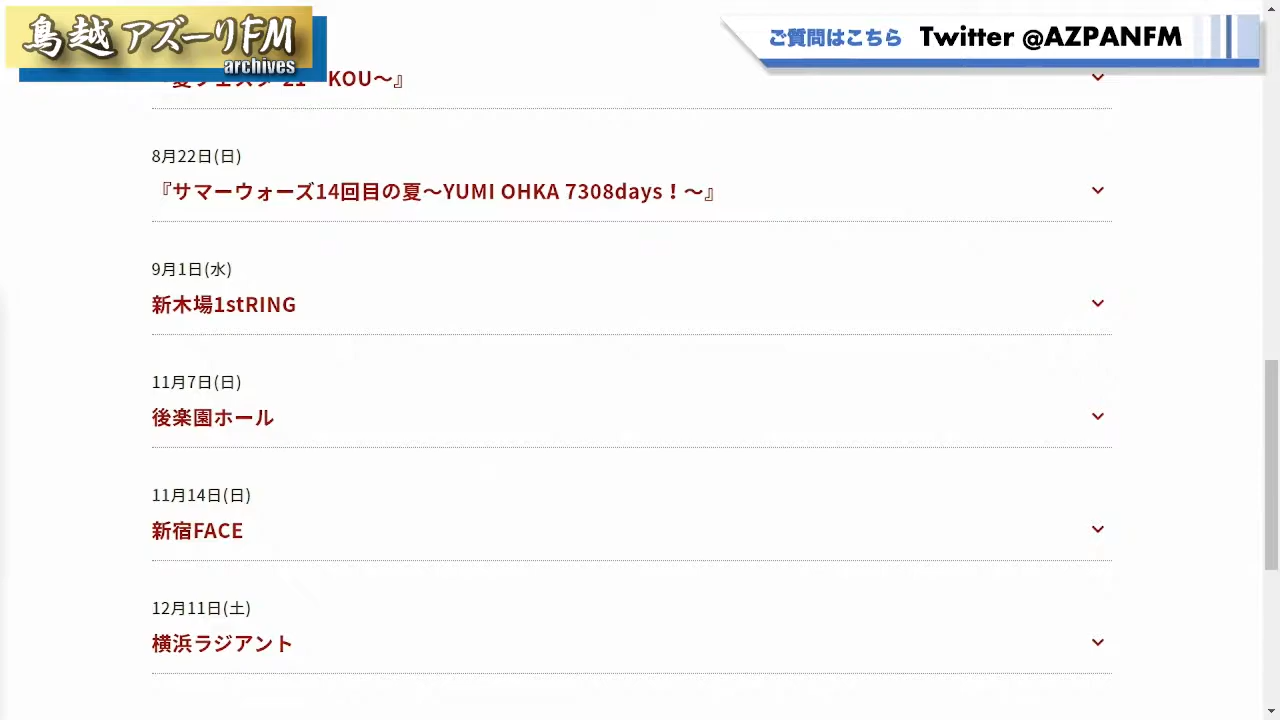 鳥越アズーリFM
archives
ご質問はこちら Twitter @AZPANFM
KOU～』
8月22日(日)
『サマーウォーズ14回目の夏～YUMI OHKA 7308days！～』
9月1日(水)
新木場1stRING
11月7日(日)
後楽園ホール
11月14日(日)
新宿FACE
12月11日(土)
横浜ラジアント